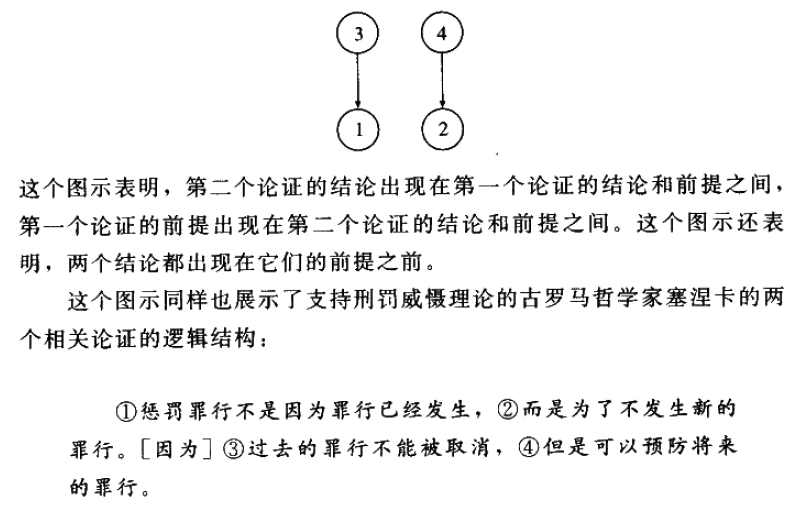 3 4
1 2
这个图示表明，第二个论证的结论出现在第一个论证的结论和前提之间，
第一个论证的前提出现在第二个论证的结论和前提之间。这个图示还表
明，两个结论都出现在它们的前提之前。
这个图示同样也展示了支持刑罚威慑理论的古罗马哲学家塞涅卡的两
个相关论证的逻辑结构：
①惩罚罪行不是因为罪行已经发生，②而是为了不发生新的
罪行。[因为]③过去的罪行不能被取消，④但是可以预防将来
的罪行。